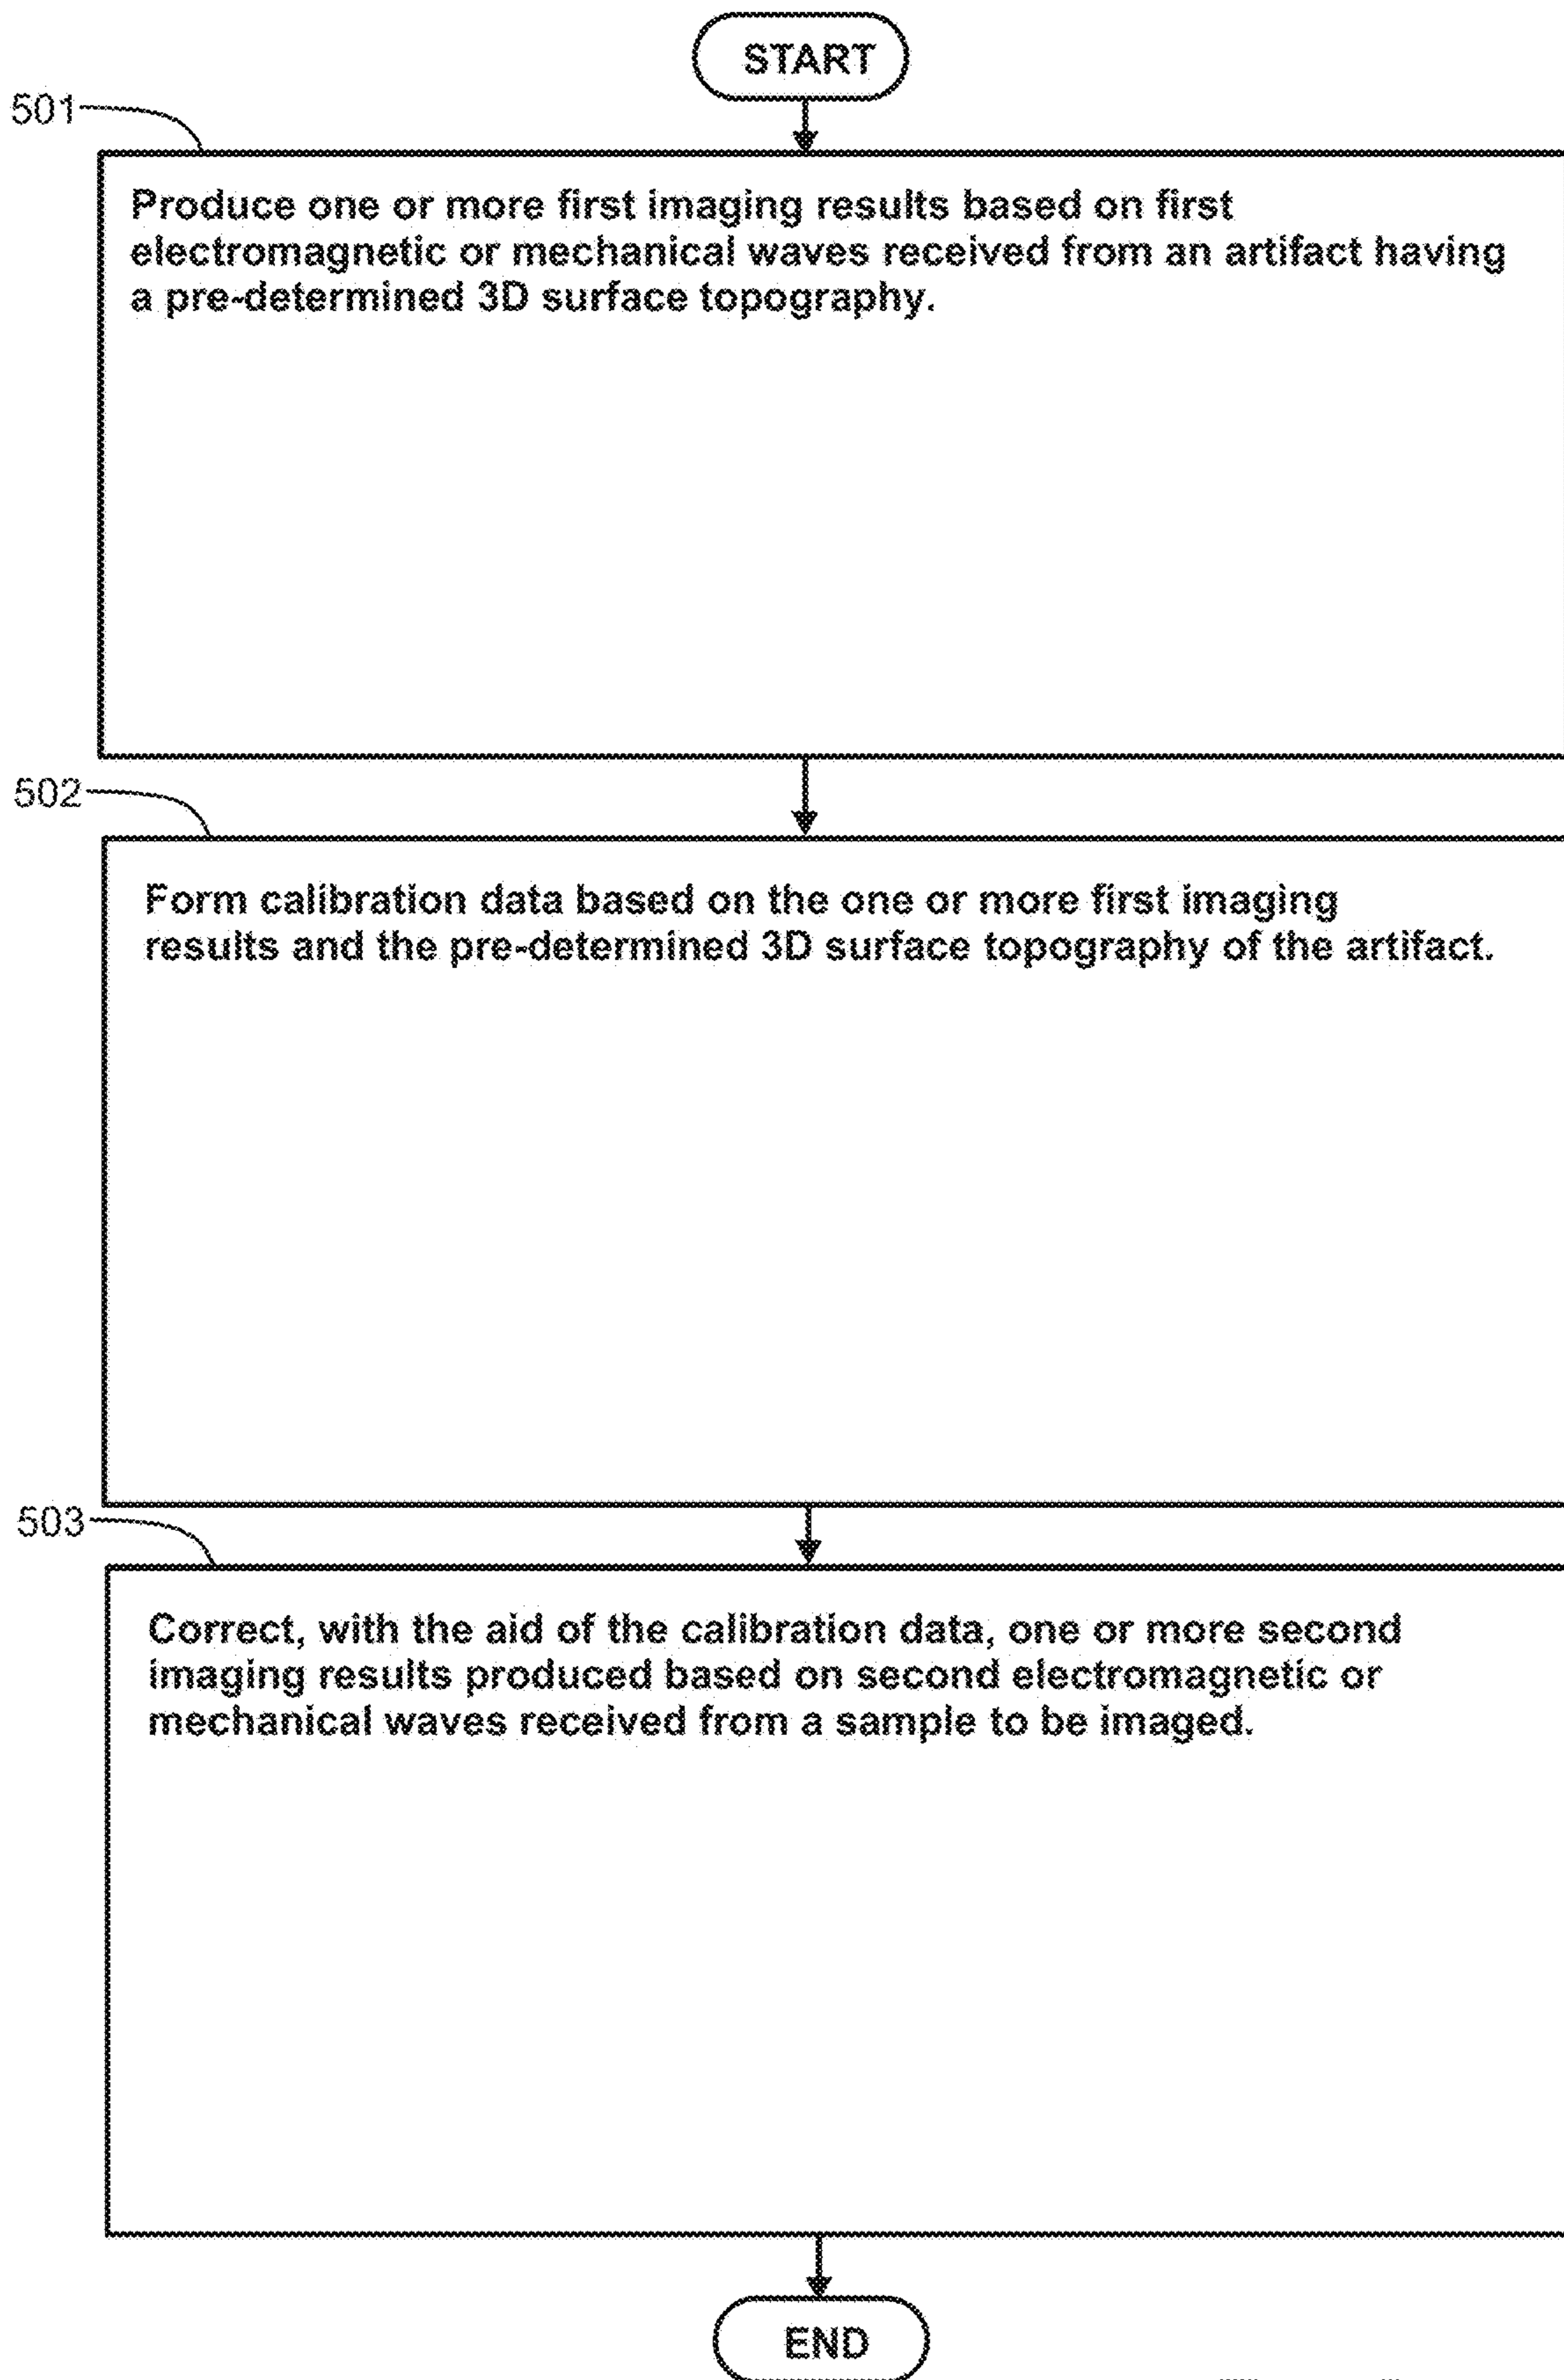 START
501
Produce one or more first imaging results based on first
electromagnetic or mechanical waves received from an artifact having
a pre-determined 3D surface topography.
502
Form calibration data based on the one or more first imaging
results and the pre-determined 3D surface topography of the artifact.
503
Correct, with the aid of the calibration data, one or more second
imaging results produced based on second electromagnetic or
mechanical waves received from a sample to be imaged.
END